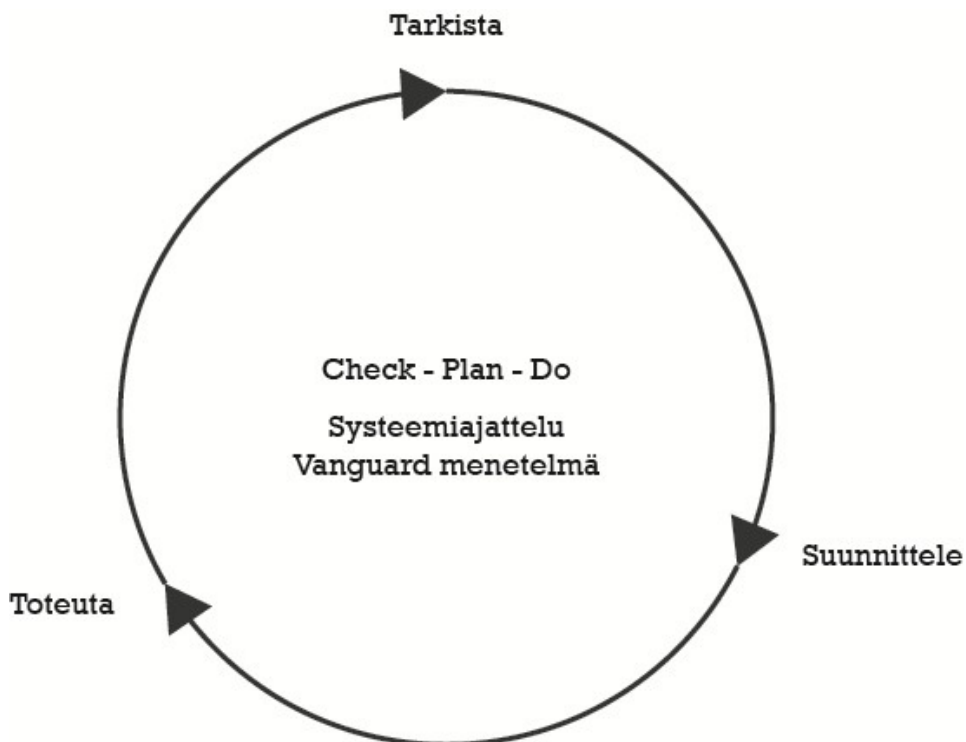 Tarkista
Check - Plan - Do
Systeemiajattelu
Vanguard menetelmä
Suunnittele
Toteuta